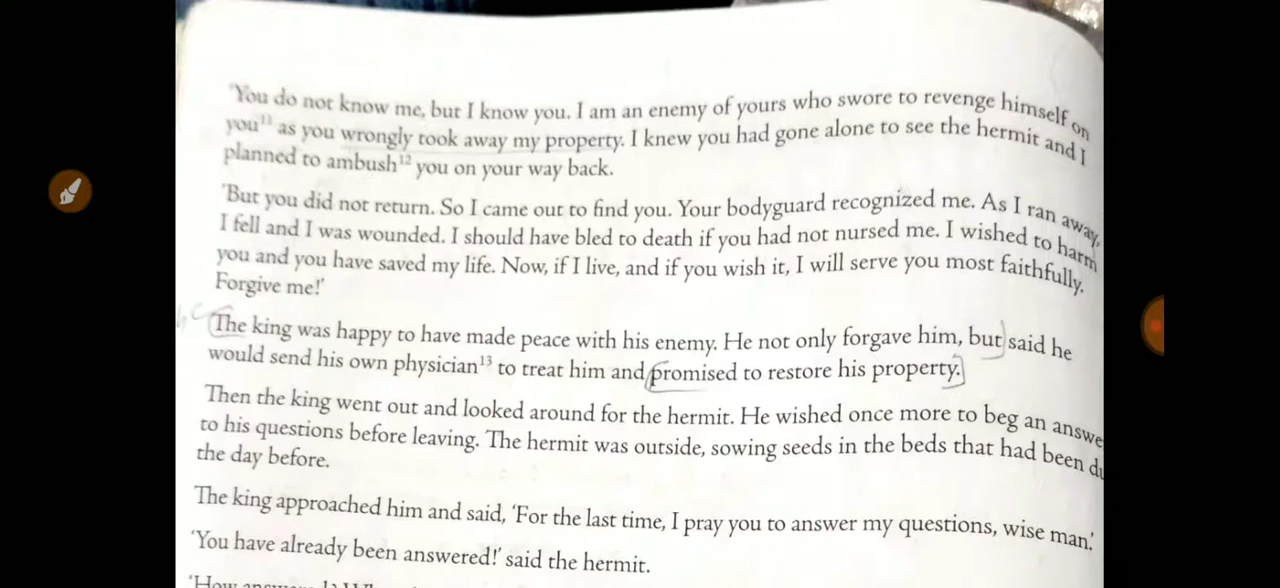 'You do not know me, but I know you. I am an enemy of yours who swore to revenge himself on
you¹¹ as you wrongly took away my property. I knew you had gone alone to see the hermit and I
planned to ambush¹² you on your way back.
'But you did not return. So I came out to find you. Your bodyguard recognized me. As I ran away,
I fell and I was wounded. I should have bled to death if you had not nursed me. I wished to harm
you and you have saved my life. Now, if I live, and if you wish it, I will serve you most faithfully.
Forgive me!'
The king was happy to have made peace with his enemy. He not only forgave him, but said he
would send his own physician¹³ to treat him and promised to restore his property.
Then the king went out and looked around for the hermit. He wished once more to beg an answe
to his questions before leaving. The hermit was outside, sowing seeds in the beds that had been du
the day before.
The king approached him and said, 'For the last time, I pray you to answer my questions, wise man.'
'You have already been answered!' said the hermit.
'How